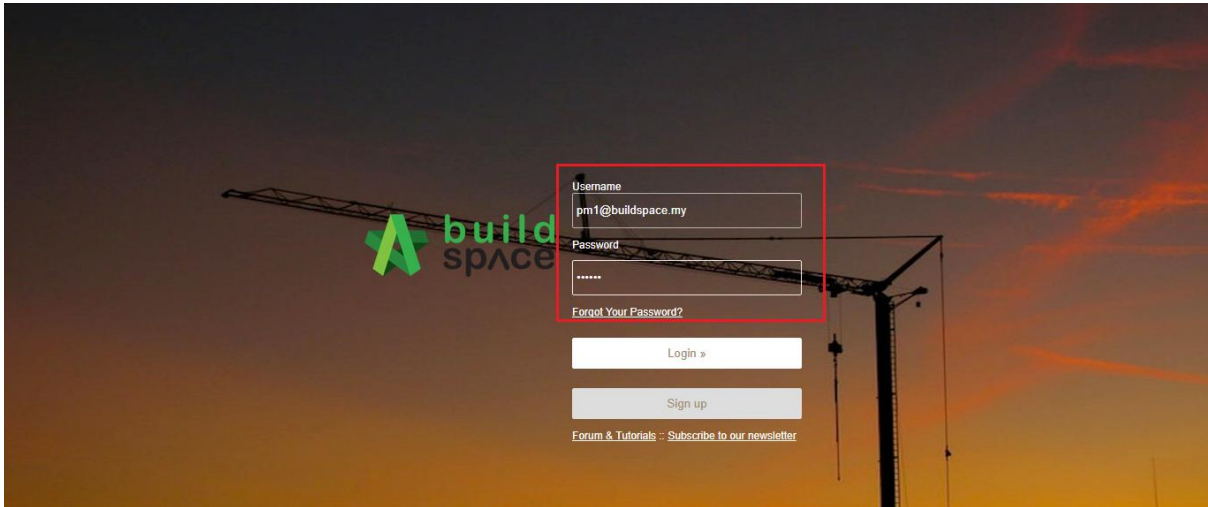 build
spʌce
Username
pm1@buildspace.my
Password
••••••
Forgot Your Password?
Login »
Sign up
Forum & Tutorials :: Subscribe to our newsletter